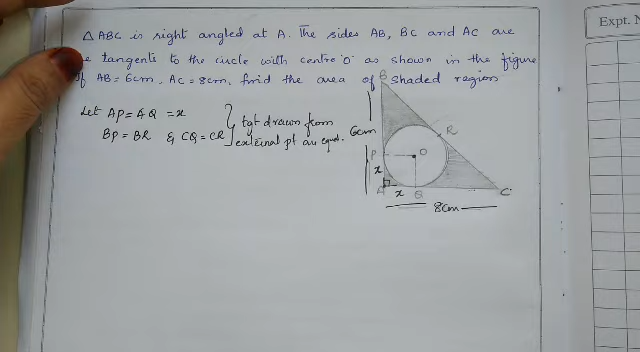 △ ABC is right angled at A. The sides AB, BC and AC are
tangents to the circle with centre 'O' as shown in the figure
If AB = 6cm, AC = 8cm, find the area of shaded region
Let AP = AQ = x
BP = BR & CQ = CR
tgt drawn from
external pt are equal.
B
6cm
R
P
O
x
A
x
Q
C
8cm
Expt. N